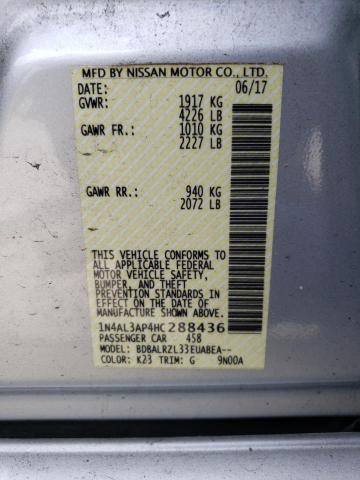 MFD BY NISSAN MOTOR CO., LTD.
DATE: 06/17
GVWR: 1917 KG
4226 LB
GAWR FR: 1010 KG
2227 LB
GAWR RR: 940 KG
2072 LB
THIS VEHICLE CONFORMS TO
ALL APPLICABLE FEDERAL
MOTOR VEHICLE SAFETY,
BUMPER, AND THEFT
PREVENTION STANDARDS
IN EFFECT ON THE DATE OF
MANUFACTURE SHOWN ABOVE.
1N4AL3AP4HC288436
PASSENGER CAR 458
MODEL: BDBALRZL33EUABEA--
COLOR: K23 TRIM: G 9N00A